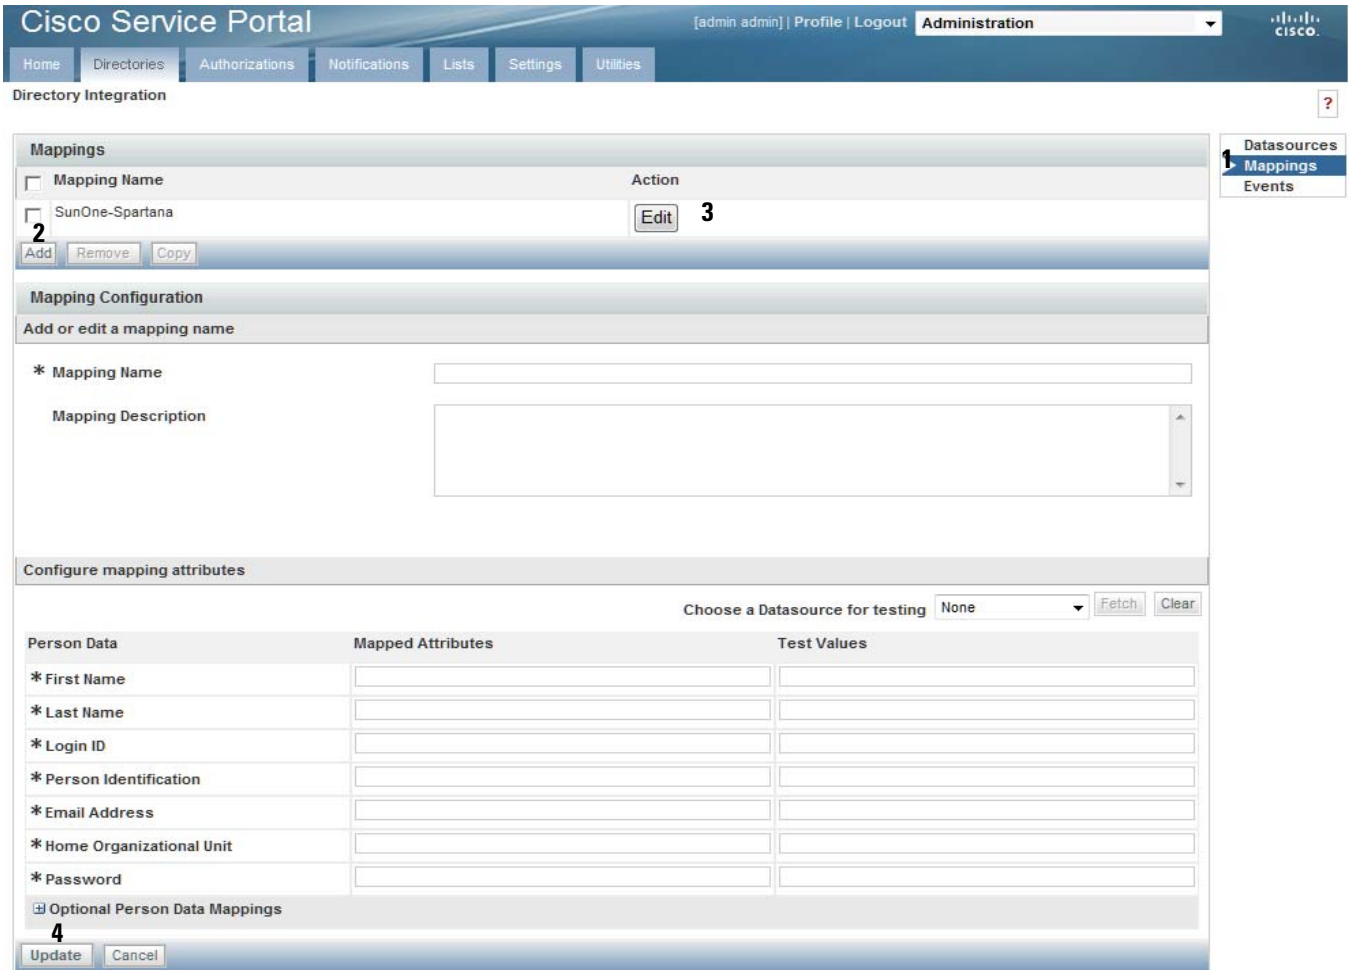 Cisco Service Portal
[admin admin] | Profile | Logout Administration
CISCO.
Home Directories Authorizations Notifications Lists Settings Utilities
Directory Integration
?
Mappings
Mapping Name Action
SunOne-Spartana Edit 3
2
Add Remove Copy
Datasources
1 Mappings
Events
Mapping Configuration
Add or edit a mapping name
* Mapping Name
Mapping Description
Configure mapping attributes
Choose a Datasource for testing None Fetch Clear
Person Data Mapped Attributes Test Values
* First Name
* Last Name
* Login ID
* Person Identification
* Email Address
* Home Organizational Unit
* Password
Optional Person Data Mappings
4
Update Cancel